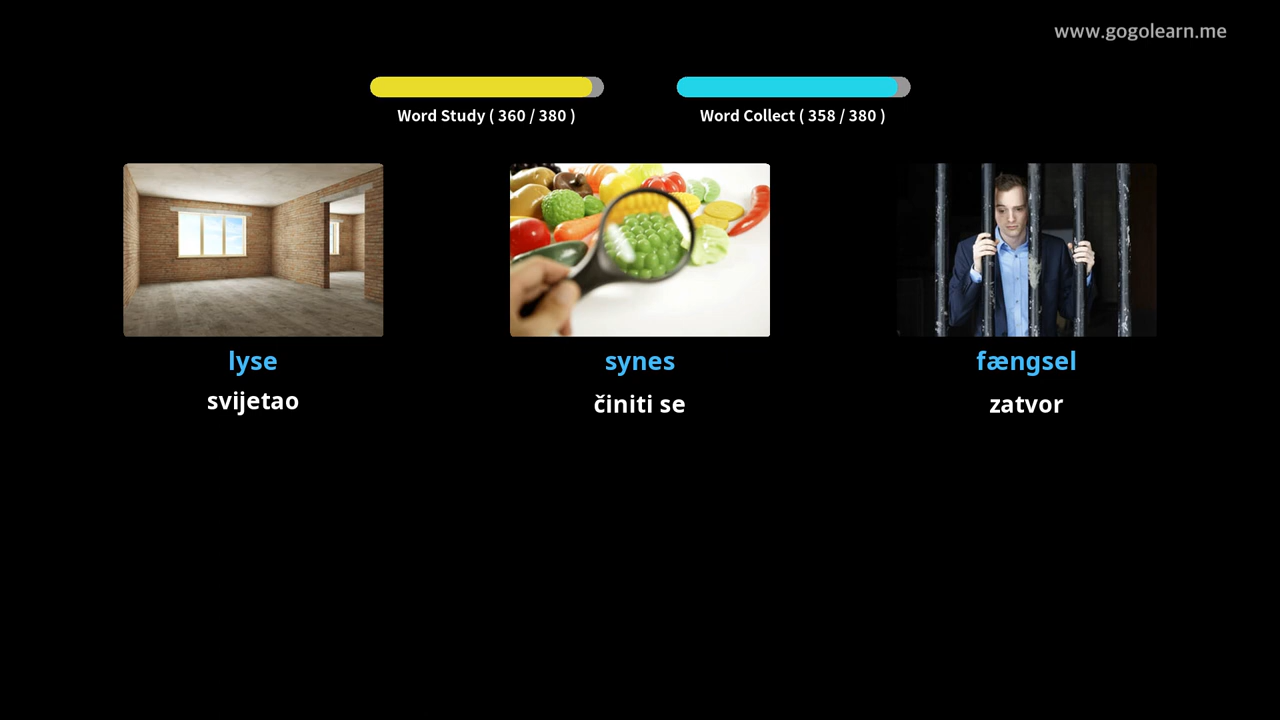 www.gogolearn.me
Word Study ( 360 / 380 )
Word Collect ( 358 / 380 )
lyse
synes
fængsel
svijetao
činiti se
zatvor